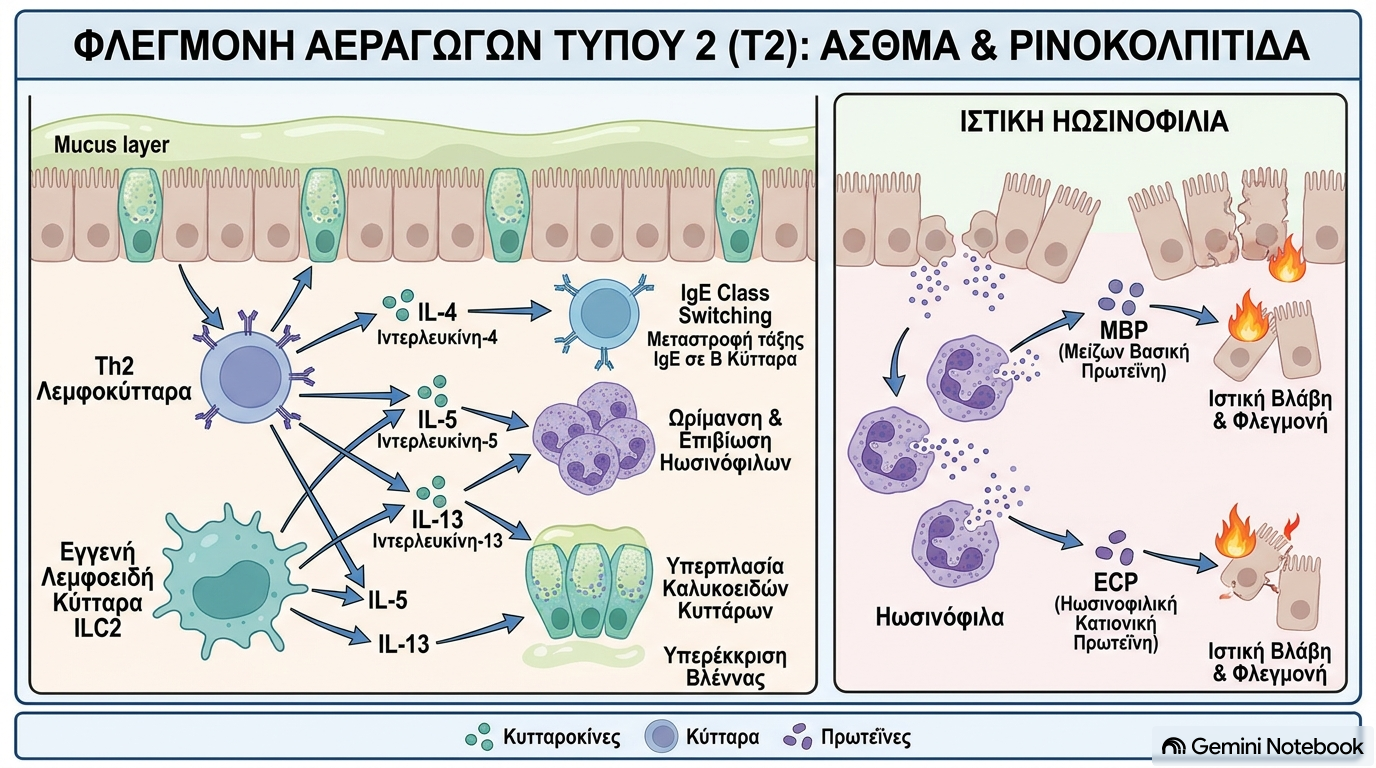 ΦΛΕΓΜΟΝΗ ΑΕΡΑΓΩΓΩΝ ΤΥΠΟΥ 2 (T2): ΑΣΘΜΑ & ΡΙΝΟΚΟΛΠΙΤΙΔΑ
Mucus layer
Th2
Λεμφοκύτταρα
IL-4
Ιντερλευκίνη-4
IgE Class
Switching
Μεταστροφή τάξης
IgE σε Β Κύτταρα
IL-5
Ιντερλευκίνη-5
Ωρίμανση &
Επιβίωση
Ηωσινόφιλων
IL-13
Ιντερλευκίνη-13
Εγγενή
Λεμφοειδή
Κύτταρα
ILC2
IL-5
IL-13
Υπερπλασία
Καλυκοειδών
Κυττάρων
Υπερέκκριση
Βλέννας
ΙΣΤΙΚΗ ΗΩΣΙΝΟΦΙΛΙΑ
MBP
(Μείζων Βασική
Πρωτεΐνη)
Ιστική Βλάβη
& Φλεγμονή
Ηωσινόφιλα
ECP
(Ηωσινοφιλική
Κατιονική
Πρωτεΐνη)
Ιστική Βλάβη
& Φλεγμονή
Κυτταροκίνες
Κύτταρα
Πρωτεΐνες
Gemini Notebook